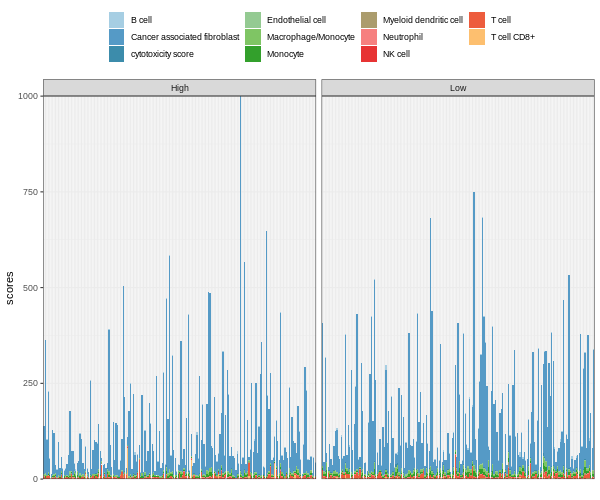 B cell
Endothelial cell
Myeloid dendritic cell
T cell
Cancer associated fibroblast
Macrophage/Monocyte
Neutrophil
T cell CD8+
cytotoxicity score
Monocyte
NK cell
High
Low
1000
750
500
250
0
scores